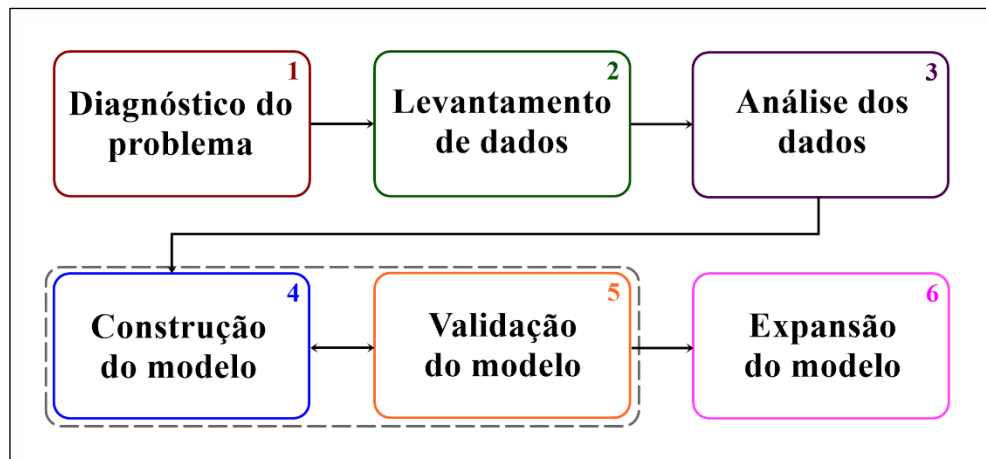 1
Diagnóstico do
problema
2
Levantamento
de dados
3
Análise dos
dados
4
Construção
do modelo
5
Validação
do modelo
6
Expansão
do modelo